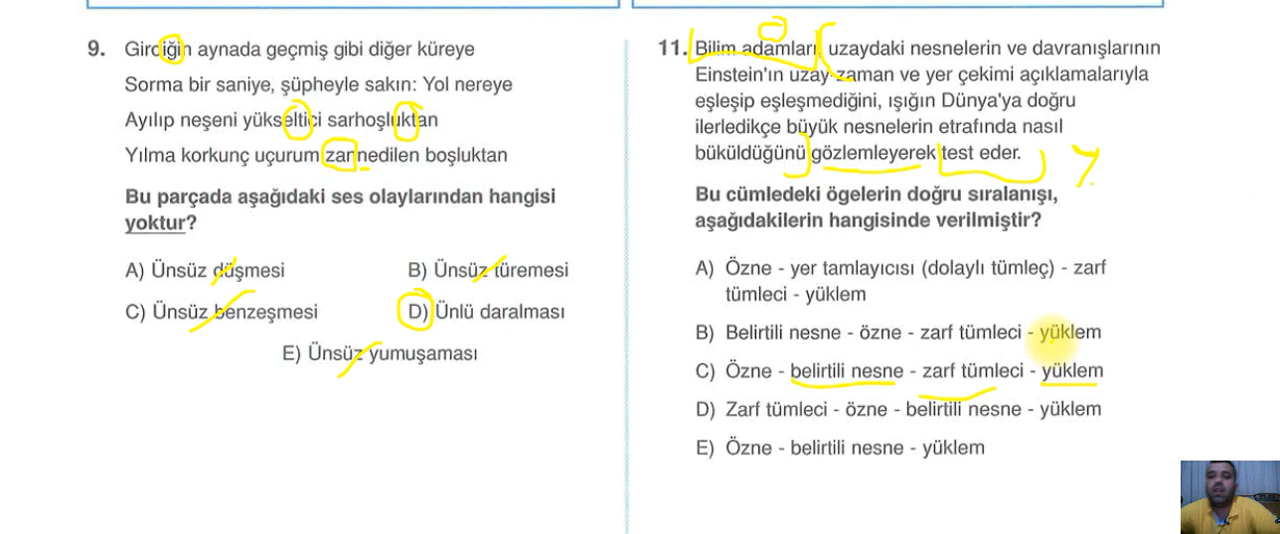 9. Girdiğin aynada geçmiş gibi diğer küreye
Sorma bir saniye, şüpheyle sakın: Yol nereye
Ayılıp neşeni yükseltici sarhoşluktan
Yılma korkunç uçurum zannedilen boşluktan
Bu parçada aşağıdaki ses olaylarından hangisi
yoktur?
A) Ünsüz düşmesi
B) Ünsüz türemesi
C) Ünsüz benzeşmesi
D) Ünlü daralması
E) Ünsüz yumuşaması
11. Bilim adamları uzaydaki nesnelerin ve davranışlarının
Einstein'ın uzay-zaman ve yer çekimi açıklamalarıyla
eşleşip eşleşmediğini, ışığın Dünya'ya doğru
ilerledikçe büyük nesnelerin etrafında nasıl
büküldüğünü gözlemleyerek test eder.
Bu cümledeki ögelerin doğru sıralanışı,
aşağıdakilerin hangisinde verilmiştir?
A) Özne - yer tamlayıcısı (dolaylı tümleç) - zarf
tümleci - yüklem
B) Belirtili nesne - özne - zarf tümleci - yüklem
C) Özne - belirtili nesne - zarf tümleci - yüklem
D) Zarf tümleci - özne - belirtili nesne - yüklem
E) Özne - belirtili nesne - yüklem